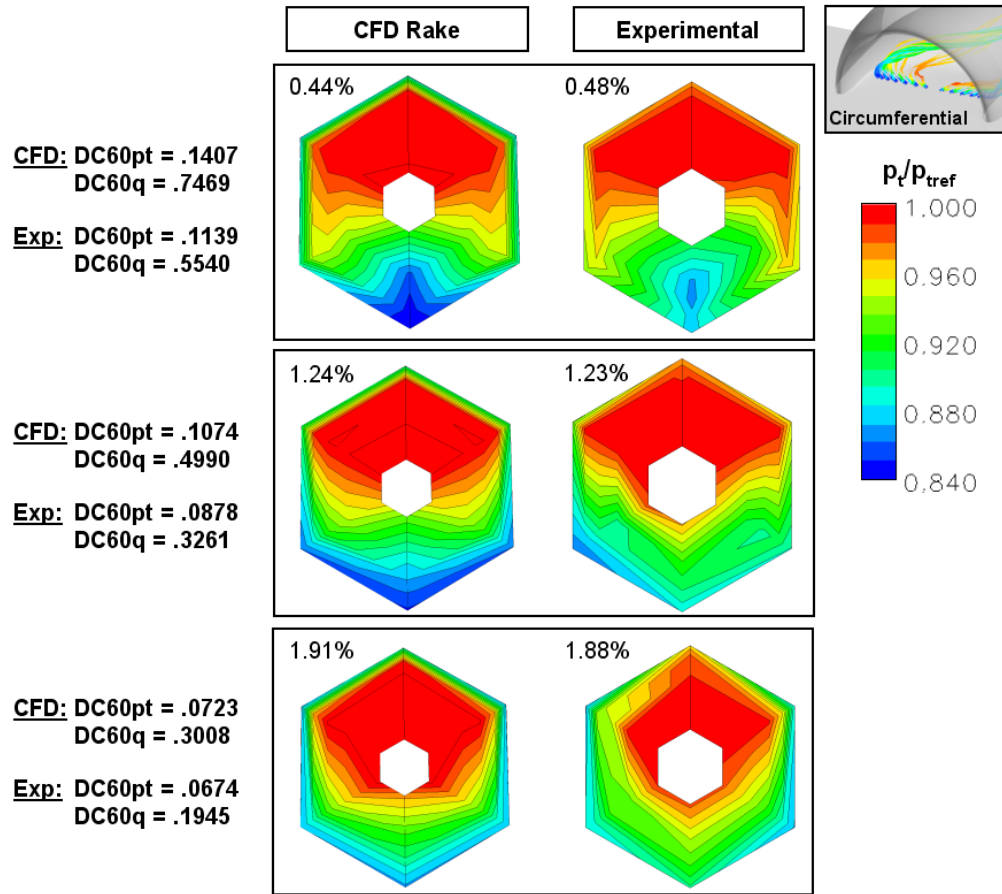 CFD Rake
Experimental
Circumferential
0.44%
0.48%
CFD: DC60pt = .1407
DC60q = .7469
Exp: DC60pt = .1139
DC60q = .5540
pt/ptref
1.000
0.960
0.920
0.880
0.840
1.24%
1.23%
CFD: DC60pt = .1074
DC60q = .4990
Exp: DC60pt = .0878
DC60q = .3261
1.91%
1.88%
CFD: DC60pt = .0723
DC60q = .3008
Exp: DC60pt = .0674
DC60q = .1945